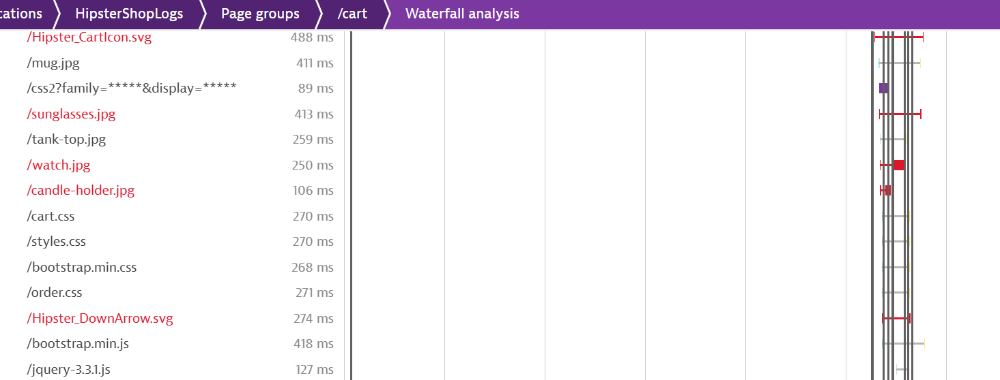 cations HipsterShopLogs Page groups /cart Waterfall analysis
/Hipster_CartIcon.svg 488 ms
/mug.jpg 411 ms
/css2?family=*****&display=***** 89 ms
/sunglasses.jpg 413 ms
/tank-top.jpg 259 ms
/watch.jpg 250 ms
/candle-holder.jpg 106 ms
/cart.css 270 ms
/styles.css 270 ms
/bootstrap.min.css 268 ms
/order.css 271 ms
/Hipster_DownArrow.svg 274 ms
/bootstrap.min.js 418 ms
/jquery-3.3.1.js 127 ms